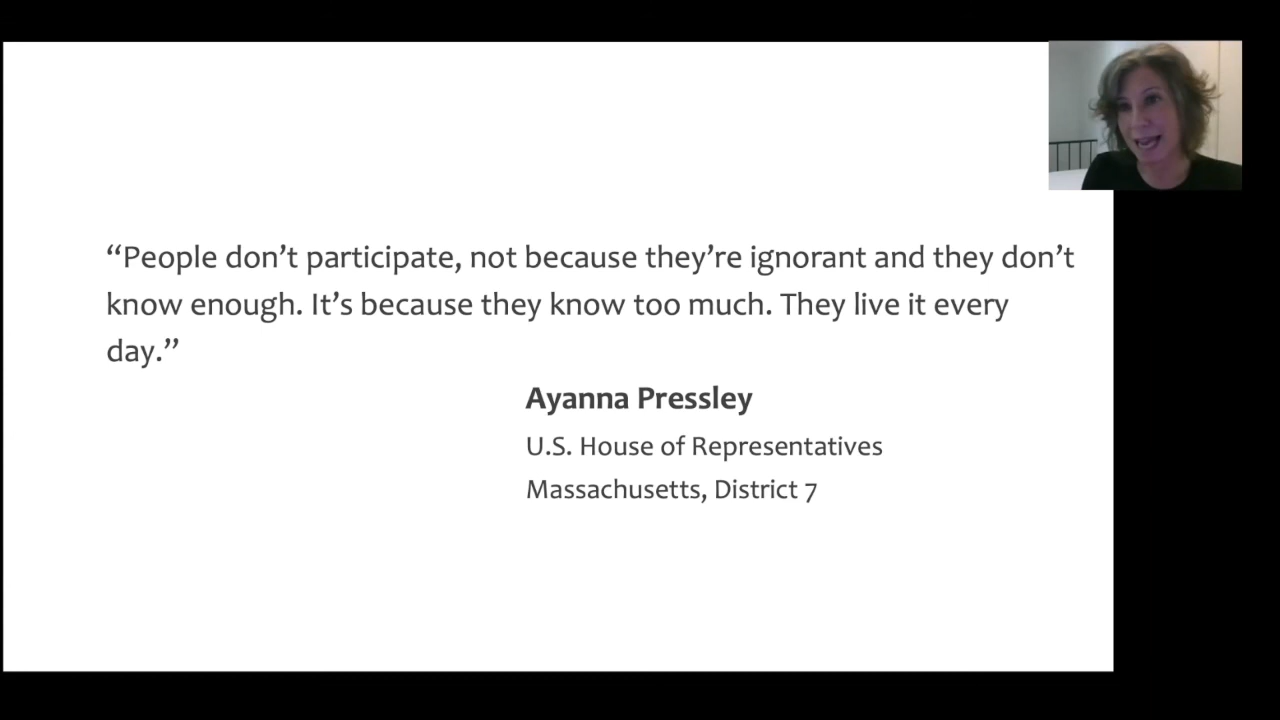 “People don’t participate, not because they’re ignorant and they don’t
know enough. It’s because they know too much. They live it every
day.”
Ayanna Pressley
U.S. House of Representatives
Massachusetts, District 7